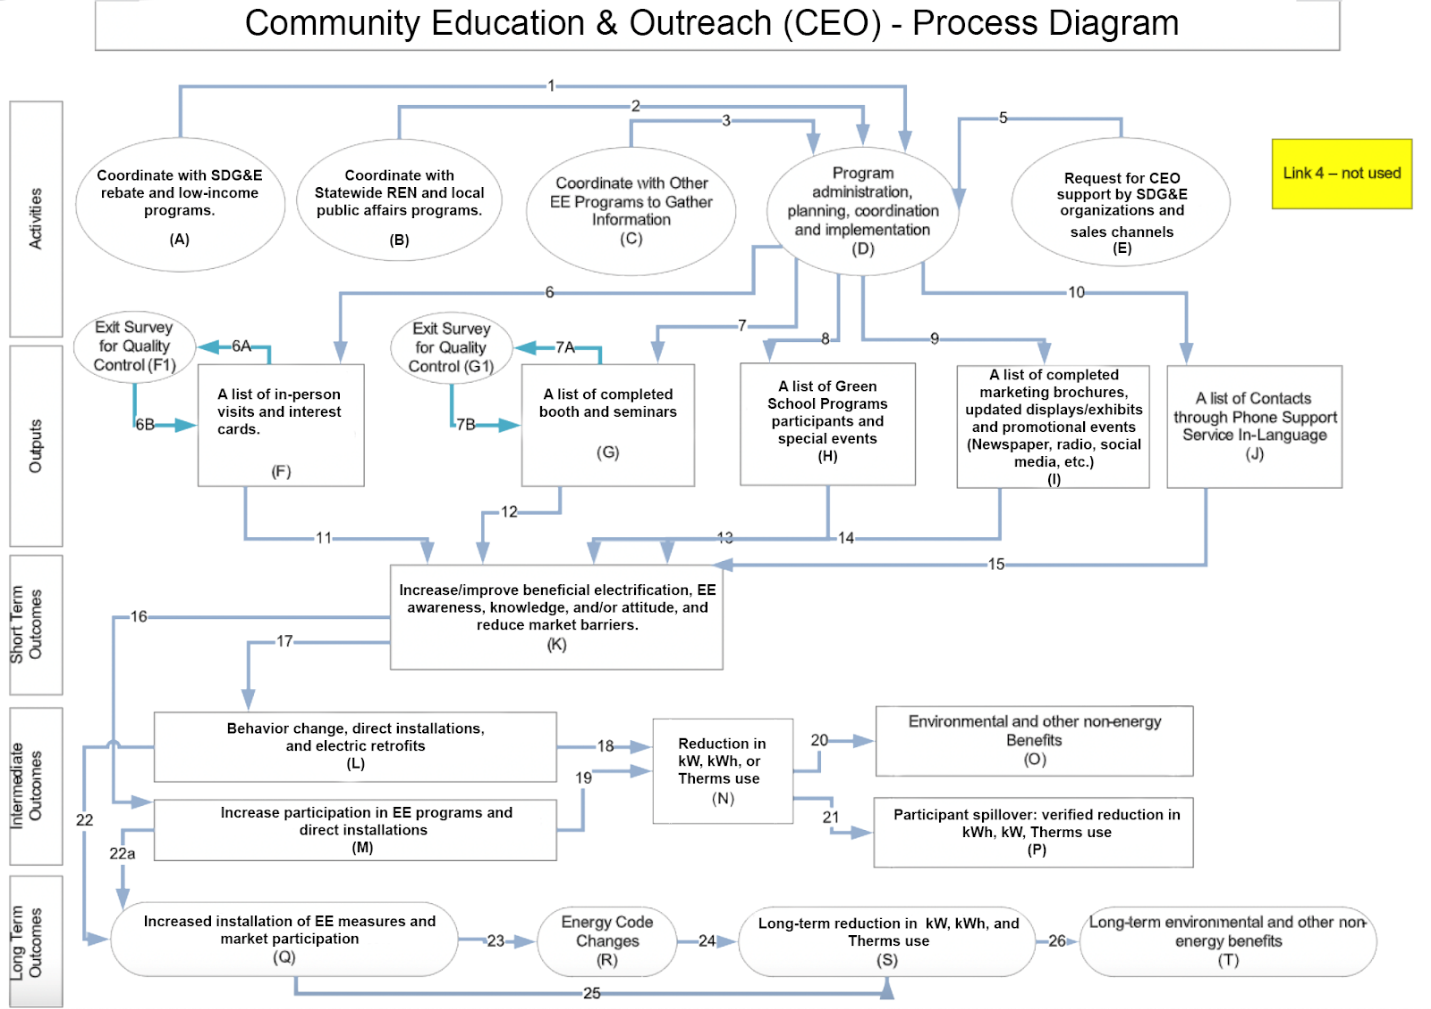 Community Education & Outreach (CEO) - Process Diagram
1
2
3
5
Activities
Coordinate with SDG&E
rebate and low-income
programs.
(A)
Coordinate with
Statewide REN and local
public affairs programs.
(B)
Coordinate with Other
EE Programs to Gather
Information
(C)
Program
administration,
planning, coordination
and implementation
(D)
Request for CEO
support by SDG&E
organizations and
sales channels
(E)
Link 4 – not used
6
7
8
9
10
Outputs
Exit Survey
for Quality
Control (F1)
6A
6B
A list of in-person
visits and interest
cards.
(F)
Exit Survey
for Quality
Control (G1)
7A
7B
A list of completed
booth and seminars
(G)
A list of Green
School Programs
participants and
special events
(H)
A list of completed
marketing brochures,
updated displays/exhibits
and promotional events
(Newspaper, radio, social
media, etc.)
(I)
A list of Contacts
through Phone Support
Service In-Language
(J)
11
12
13
14
15
Short Term
Outcomes
Increase/improve beneficial electrification, EE
awareness, knowledge, and/or attitude, and
reduce market barriers.
(K)
16
17
Intermediate
Outcomes
Behavior change, direct installations,
and electric retrofits
(L)
18
19
Increase participation in EE programs and
direct installations
(M)
Reduction in
kW, kWh, or
Therms use
(N)
20
21
Environmental and other non-energy
Benefits
(O)
Participant spillover: verified reduction in
kWh, kW, Therms use
(P)
22
22a
Long Term
Outcomes
Increased installation of EE measures and
market participation
(Q)
23
Energy Code
Changes
(R)
24
Long-term reduction in kW, kWh, and
Therms use
(S)
26
Long-term environmental and other non-
energy benefits
(T)
25